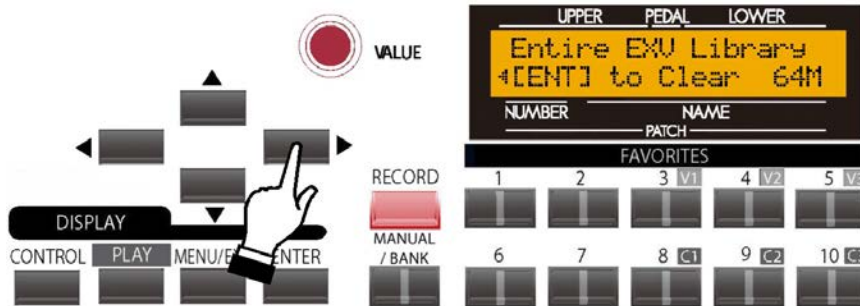 UPPER PEDAL LOWER
VALUE
Entire EXV Library
[ENT] to Clear 64M
NUMBER NAME
PATCH
FAVORITES
RECORD
1 2 3 V1 4 V2 5
DISPLAY
MANUAL
/ BANK
CONTROL PLAY
6 7 8 C1 9 C2 10